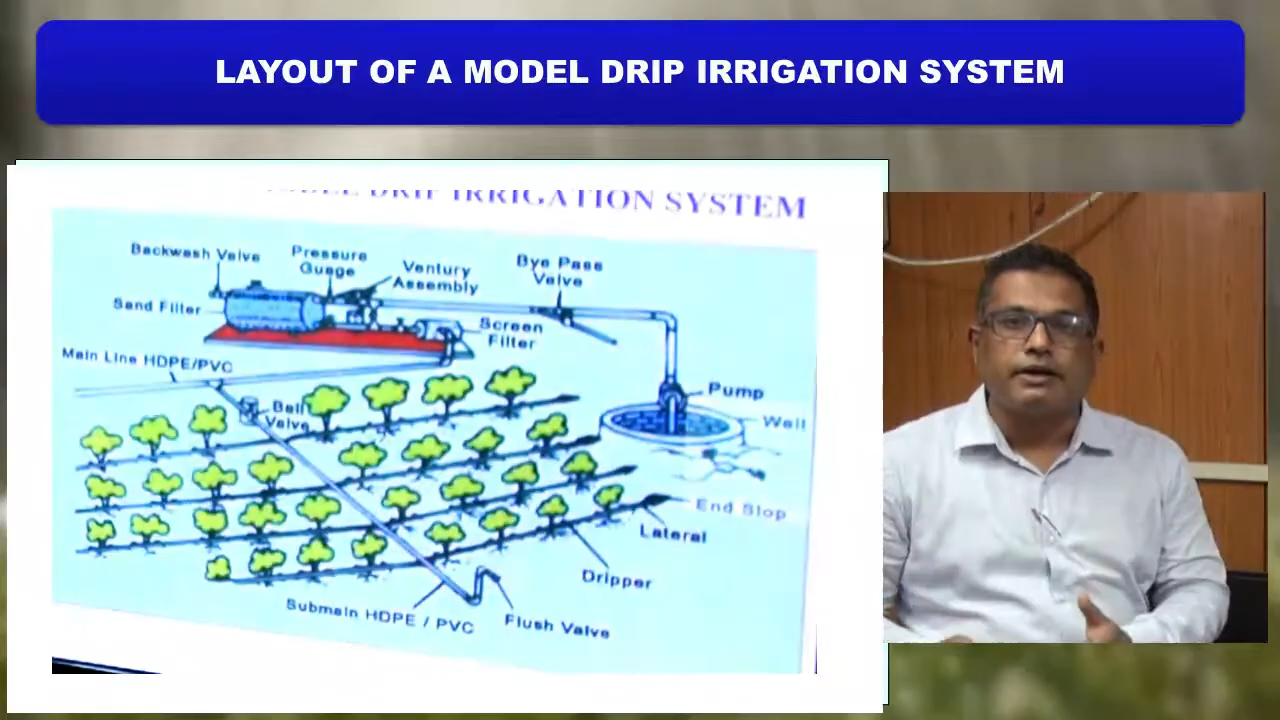 LAYOUT OF A MODEL DRIP IRRIGATION SYSTEM
MODEL DRIP IRRIGATION SYSTEM
Backwash Valve
Pressure
Guage
Ventury
Assembly
Bye Pass
Valve
Sand Filter
Screen
Filter
Main Line HDPE/PVC
Pump
Ball
Valve
Well
End Stop
Lateral
Dripper
Submain HDPE / PVC
Flush Valve